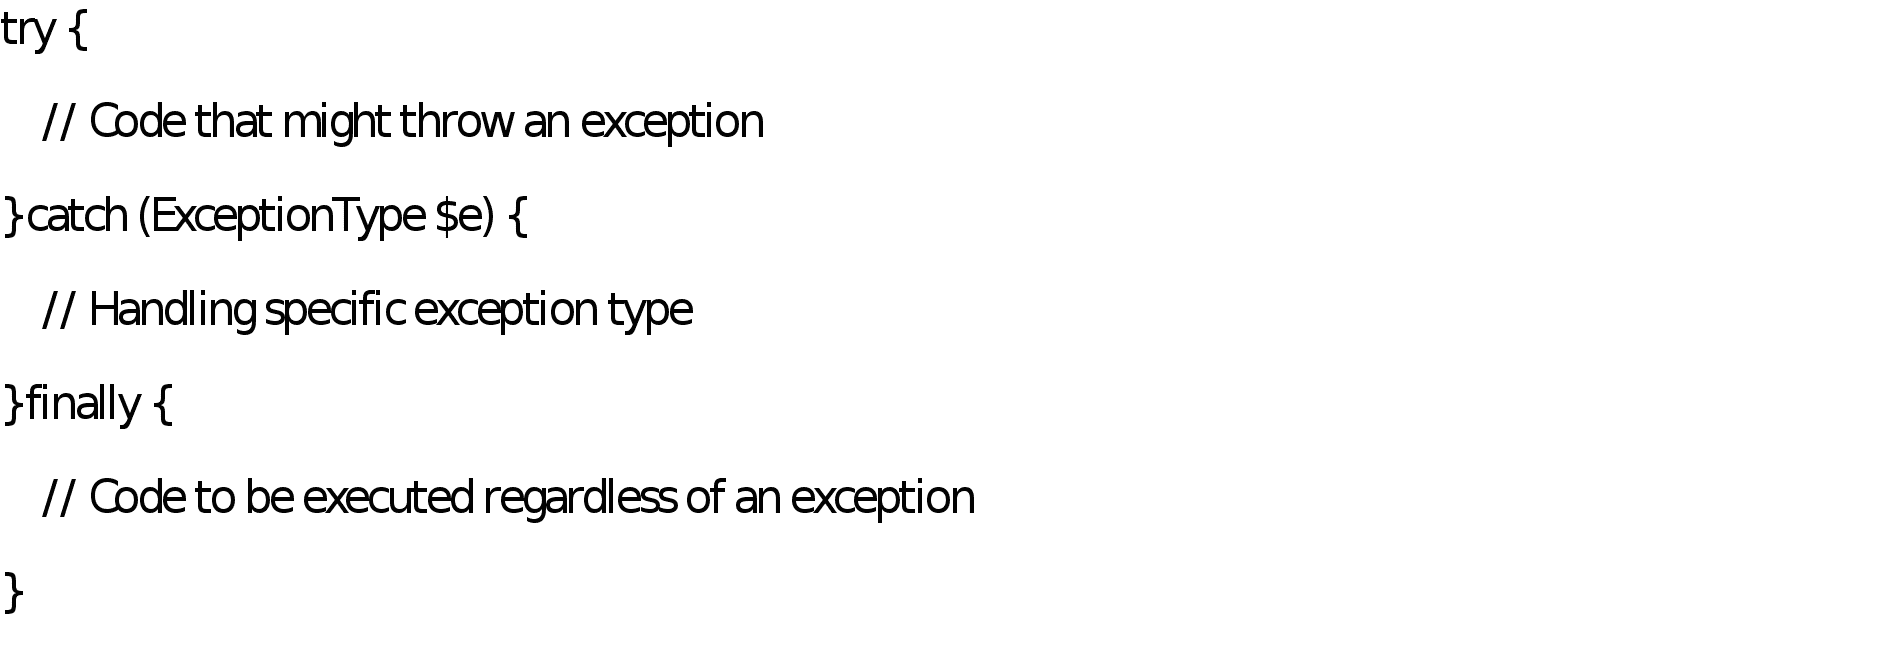 try {
    // Code that might throw an exception
}catch (ExceptionType $e) {
    // Handling specific exception type
}finally {
    // Code to be executed regardless of an exception
}